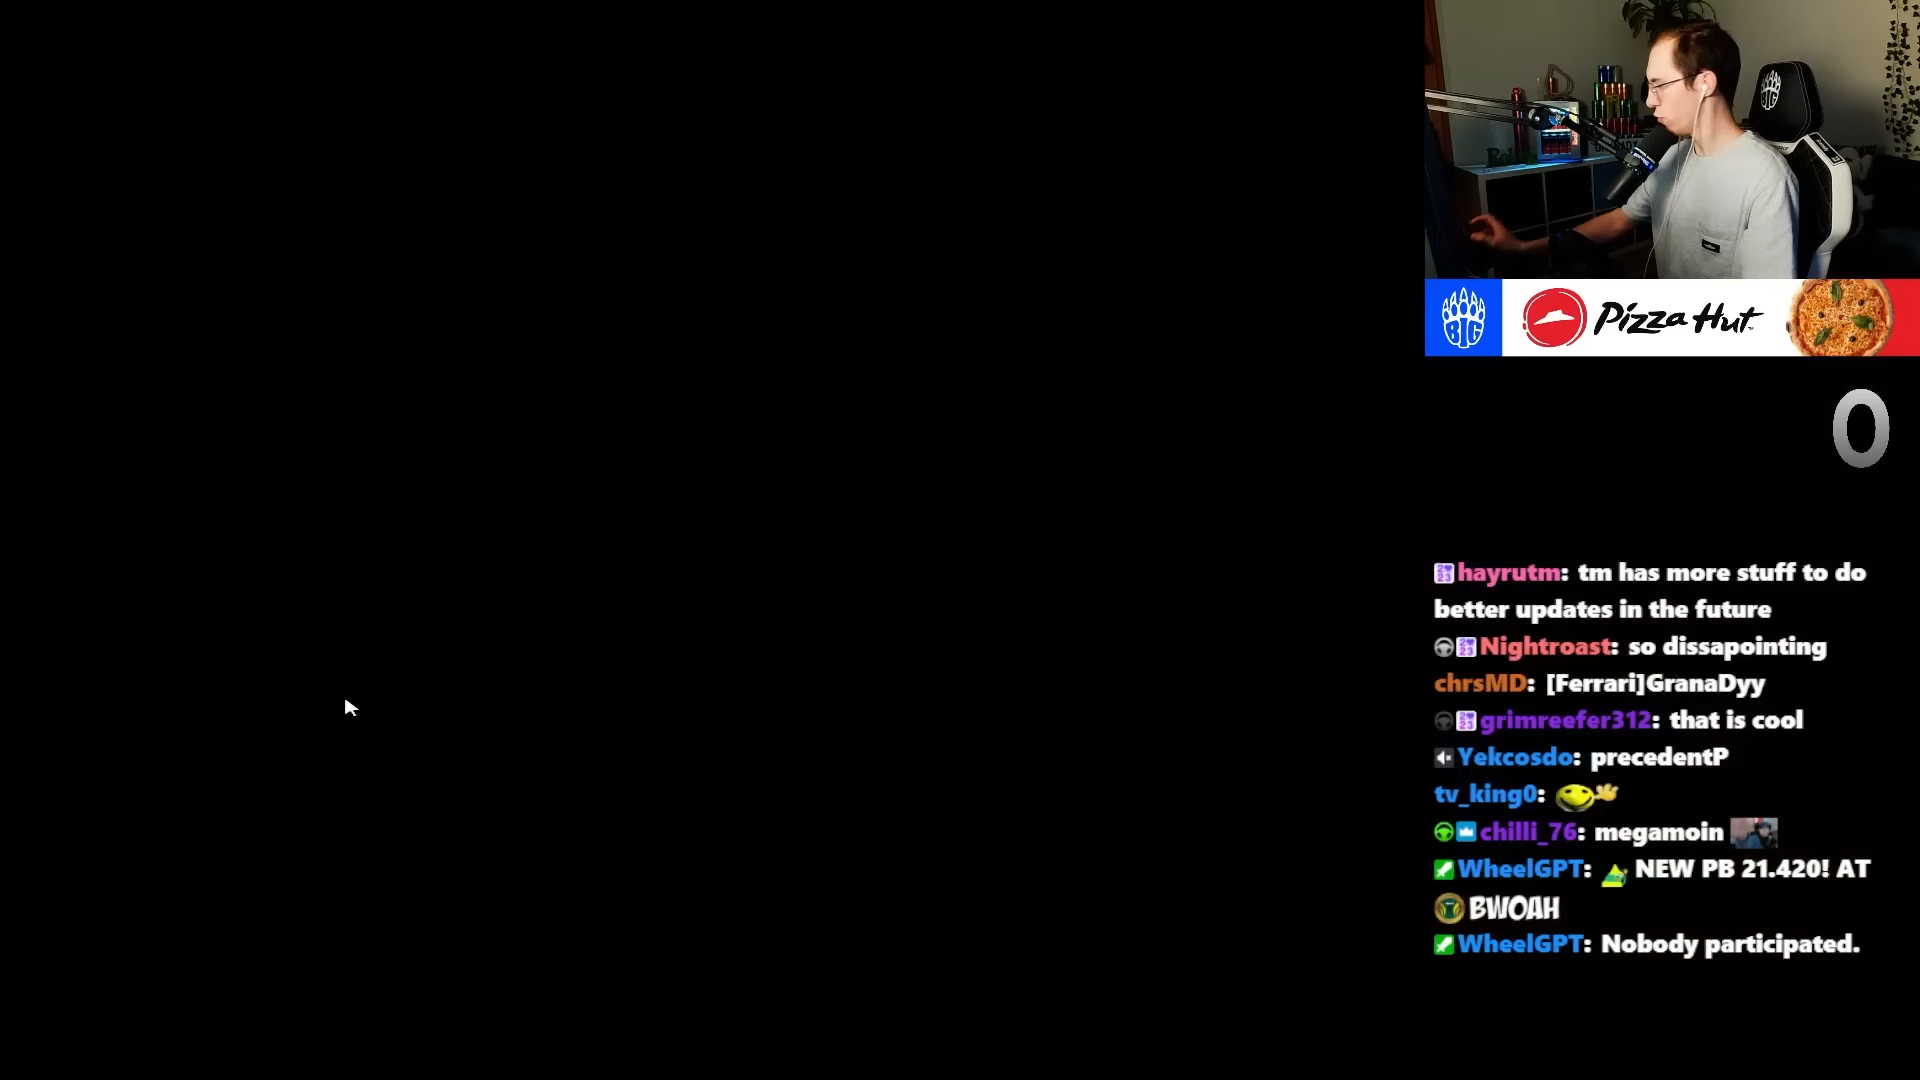 BIG
BIG
Pizza Hut
0
hayrutm: tm has more stuff to do
better updates in the future
Nightroast: so dissapointing
chrsMD: [Ferrari]GranaDyy
grimreefer312: that is cool
Yekcosdo: precedentP
tv_king0:
chilli_76: megamoin
WheelGPT: NEW PB 21.420! AT
BWOAH
WheelGPT: Nobody participated.